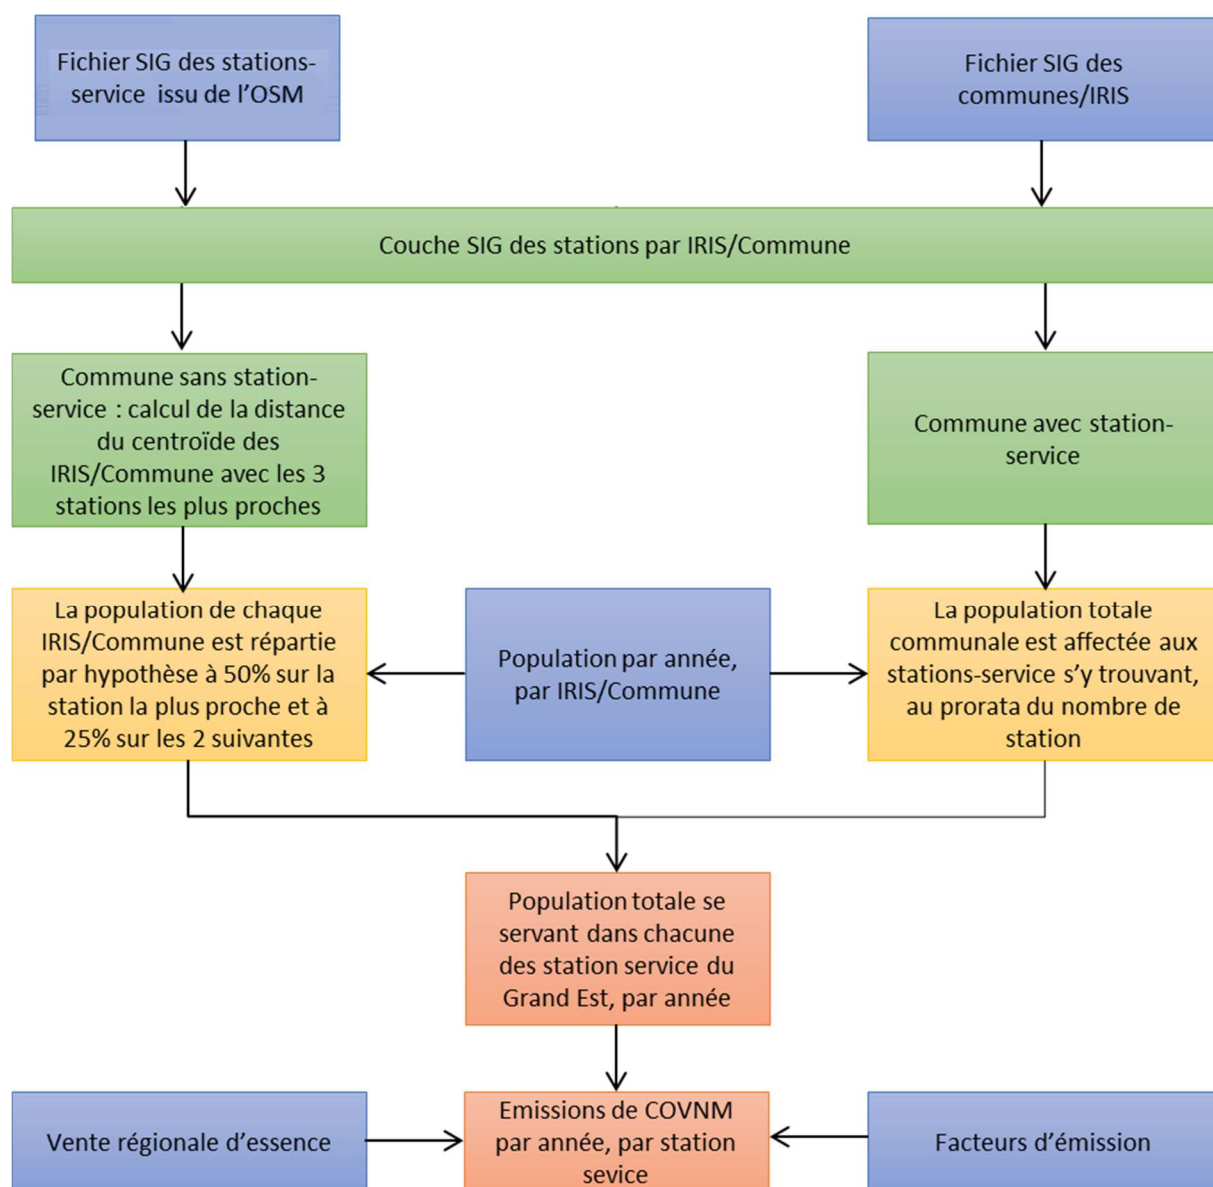 Fichier SIG des stations-
service issu de l'OSM
Fichier SIG des
communes/IRIS
Couche SIG des stations par IRIS/Commune
Commune sans station-
service : calcul de la distance
du centroïde des
IRIS/Commune avec les 3
stations les plus proches
Commune avec station-
service
La population de chaque
IRIS/Commune est répartie
par hypothèse à 50% sur la
station la plus proche et à
25% sur les 2 suivantes
Population par année,
par IRIS/Commune
La population totale
communale est affectée aux
stations-service s'y trouvant,
au prorata du nombre de
station
Population totale se
servant dans chacune
des station service du
Grand Est, par année
Vente régionale d'essence
Emissions de COVNM
par année, par station
sevice
Facteurs d'émission